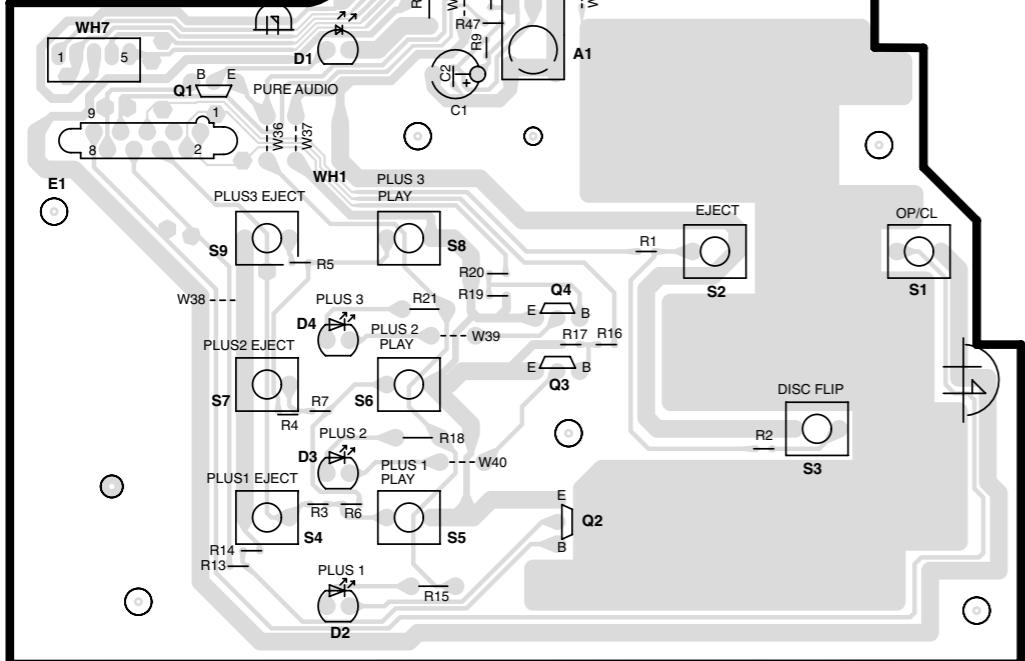 R
W
W
WH7
R47
R9
1
5
D1
A1
C2
+
C1
B
E
Q1
PURE AUDIO
9
1
8
2
W36
W37
WH1
PLUS 3
PLAY
E1
PLUS3 EJECT
EJECT
OP/CL
S9
S8
R1
R5
R20
S2
S1
W38
PLUS 3
R21
R19
Q4
D4
E
B
PLUS 2
PLAY
W39
R17
R16
PLUS2 EJECT
E
B
Q3
S7
R7
S6
R4
DISC FLIP
PLUS 2
R18
R2
D3
PLUS 1
PLAY
W40
S3
PLUS1 EJECT
E
R3
R6
Q2
S4
S5
B
R14
R13
PLUS 1
R15
D2